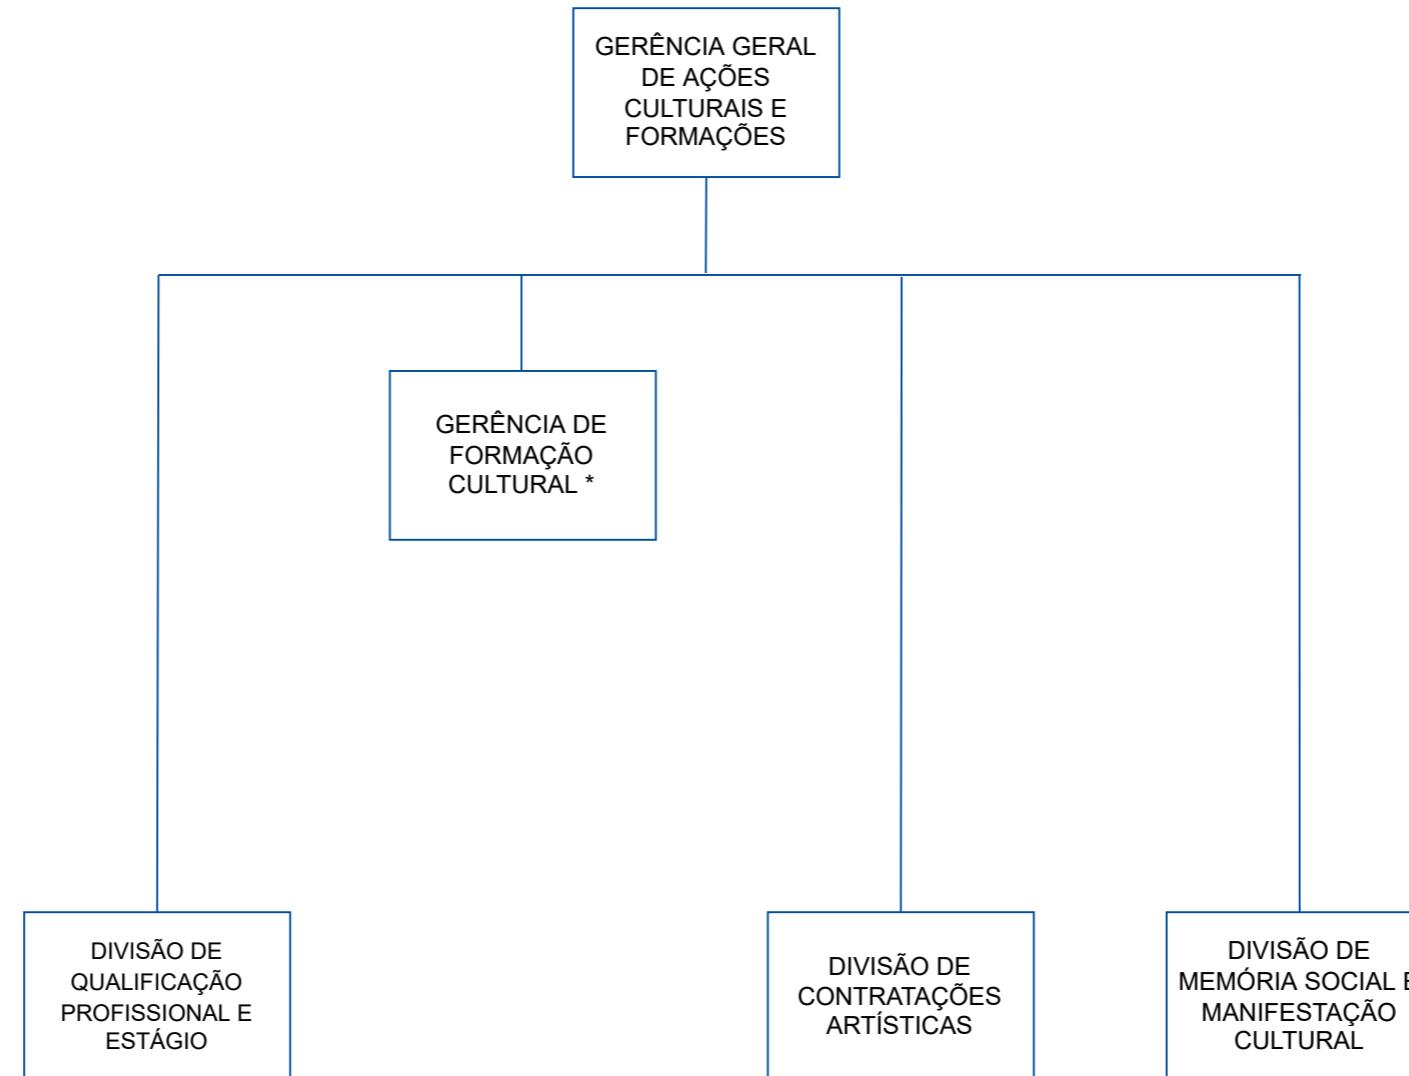 GERÊNCIA GERAL
DE AÇÕES
CULTURAIS E
FORMAÇÕES
GERÊNCIA DE
FORMAÇÃO
CULTURAL *
DIVISÃO DE
QUALIFICAÇÃO
PROFISSIONAL E
ESTÁGIO
DIVISÃO DE
CONTRATAÇÕES
ARTÍSTICAS
DIVISÃO DE
MEMÓRIA SOCIAL E
MANIFESTAÇÃO
CULTURAL